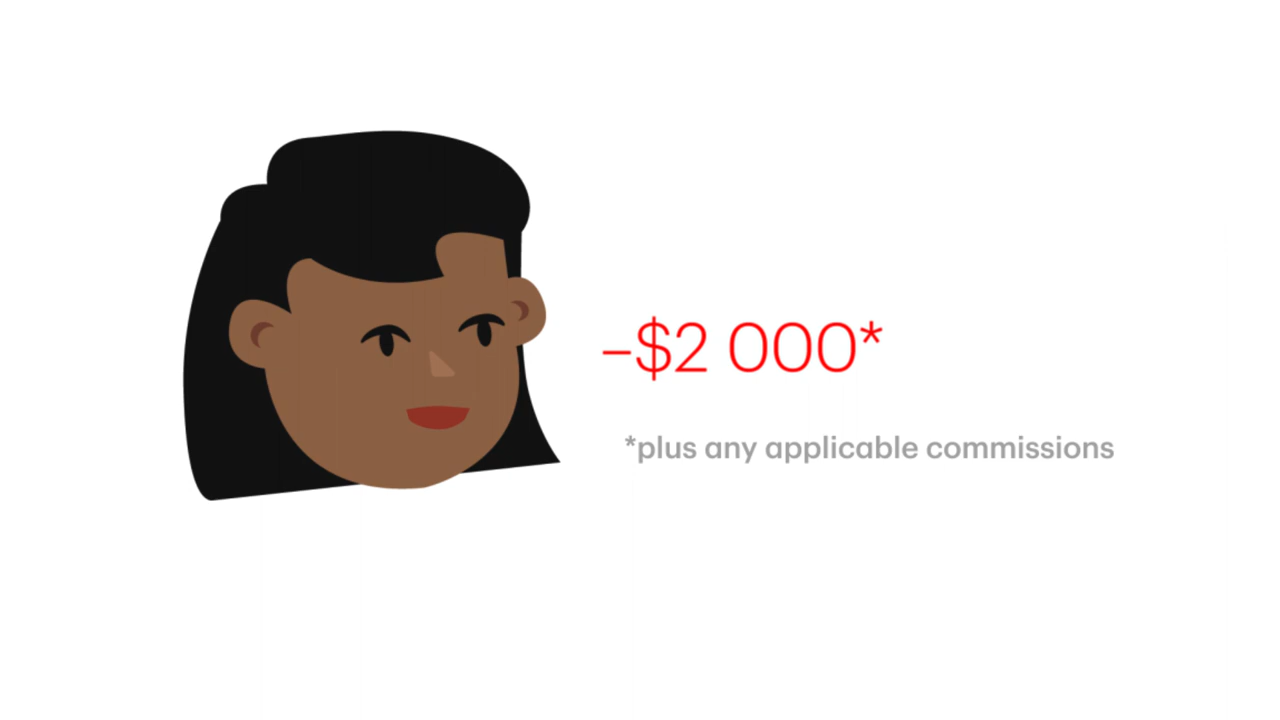 –$2 000*
*plus any applicable commissions